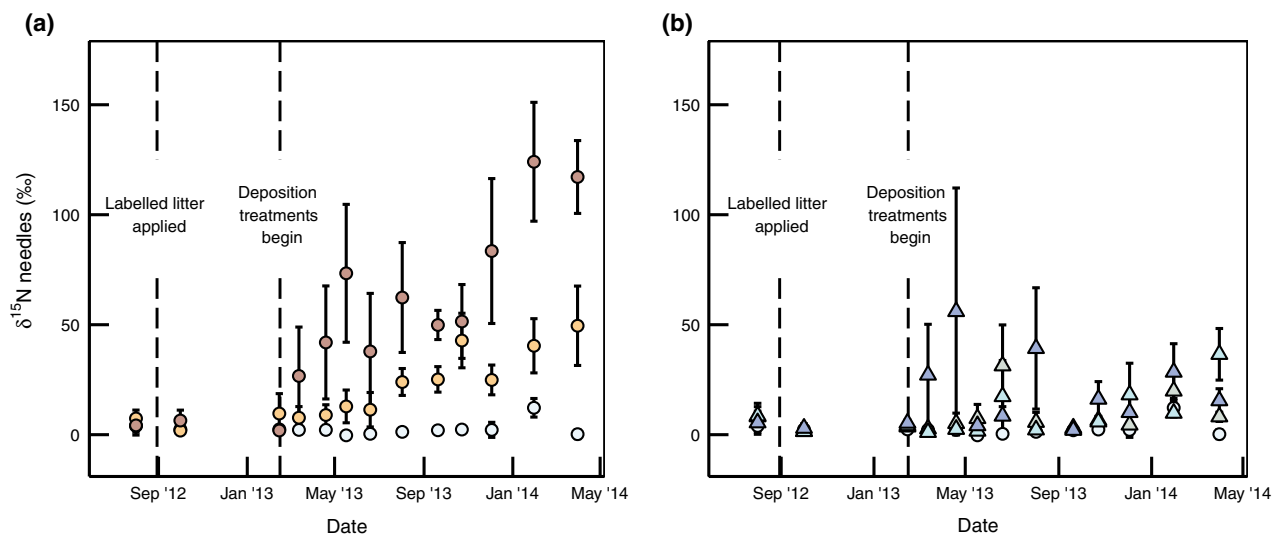 (a)
150
100
50
0
δ15N needles (‰)
Labelled litter
applied
Deposition
treatments
begin
Sep '12
Jan '13
May '13
Sep '13
Jan '14
May '14
Date
(b)
150
100
50
0
Labelled litter
applied
Deposition
treatments
begin
Sep '12
Jan '13
May '13
Sep '13
Jan '14
May '14
Date